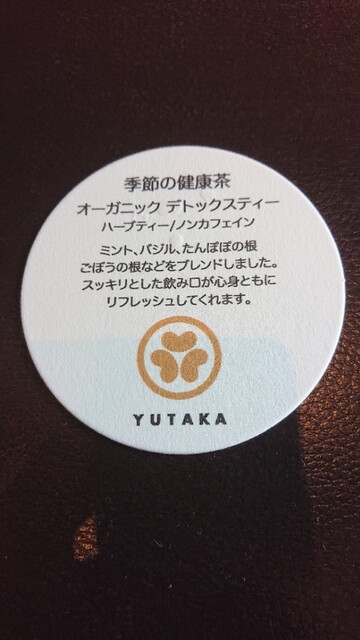 季節の健康茶
オーガニック デトックスティー
ハーブティー/ノンカフェイン
ミント、バジル、たんぽぽの根
ごぼうの根などをブレンドしました。
スッキリとした飲み口が心身ともに
リフレッシュしてくれます。
YUTAKA